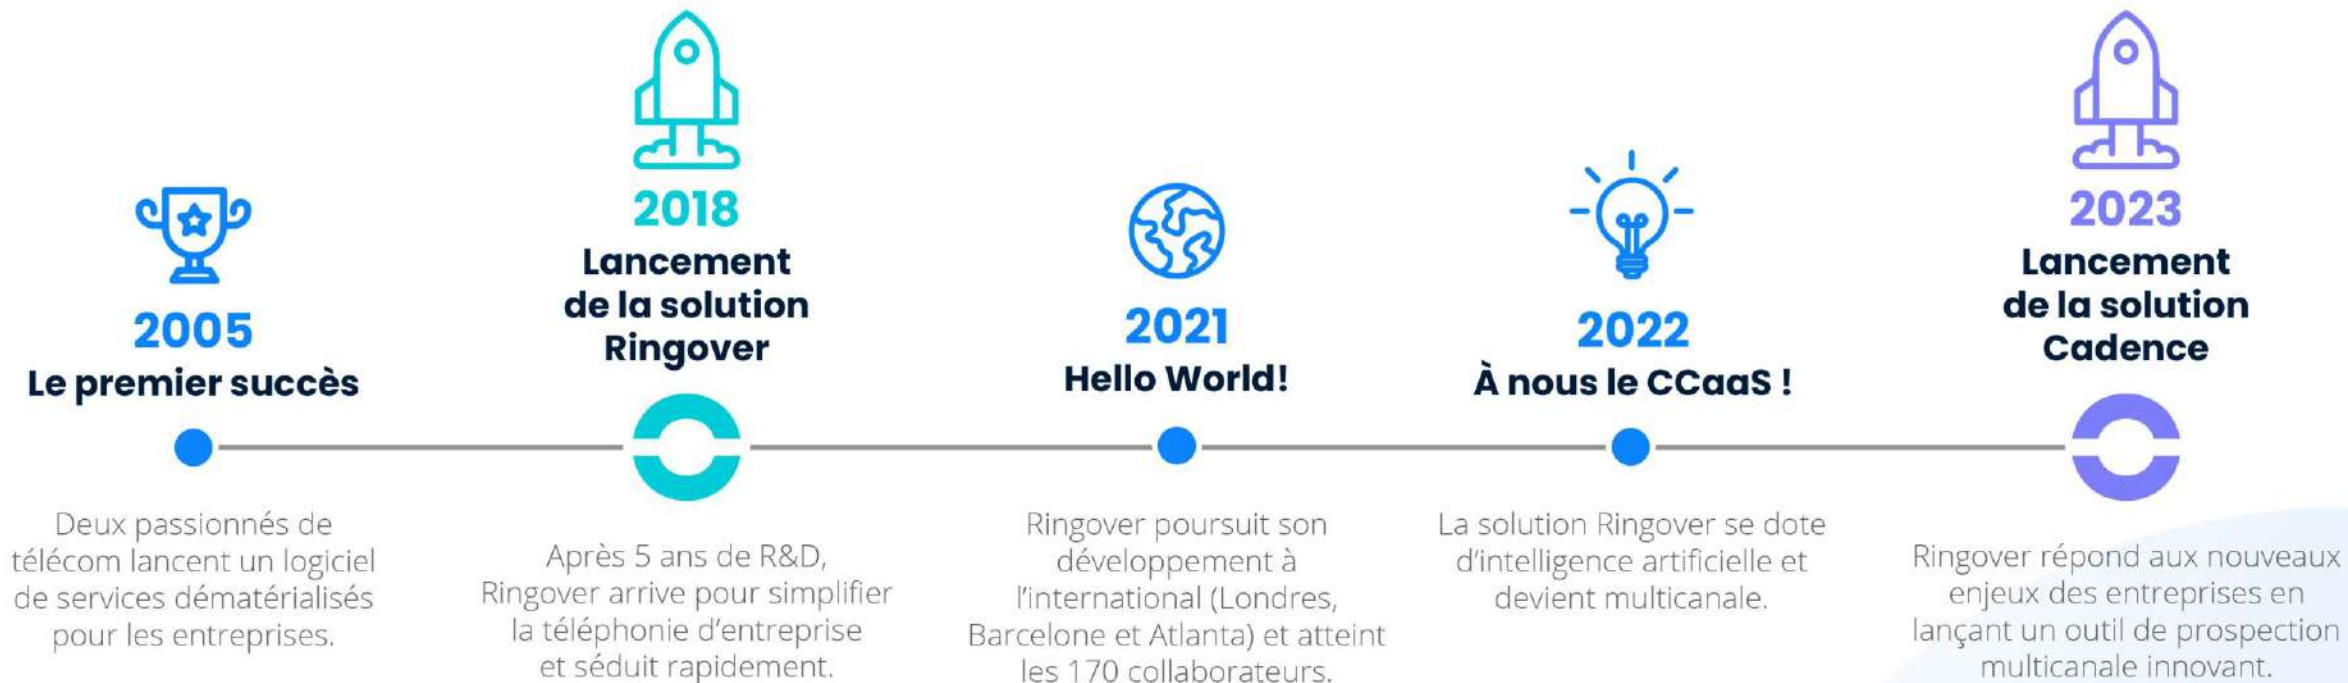 2005
Le premier succès
Deux passionnés de
télécom lancent un logiciel
de services dématérialisés
pour les entreprises.
2018
Lancement
de la solution
Ringover
Après 5 ans de R&D,
Ringover arrive pour simplifier
la téléphonie d'entreprise
et séduit rapidement.
2021
Hello World!
Ringover poursuit son
développement à
l'international (Londres,
Barcelone et Atlanta) et atteint
les 170 collaborateurs.
2022
À nous le CCaaS !
La solution Ringover se dote
d'intelligence artificielle et
devient multicanale.
2023
Lancement
de la solution
Cadence
Ringover répond aux nouveaux
enjeux des entreprises en
lançant un outil de prospection
multicanale innovant.